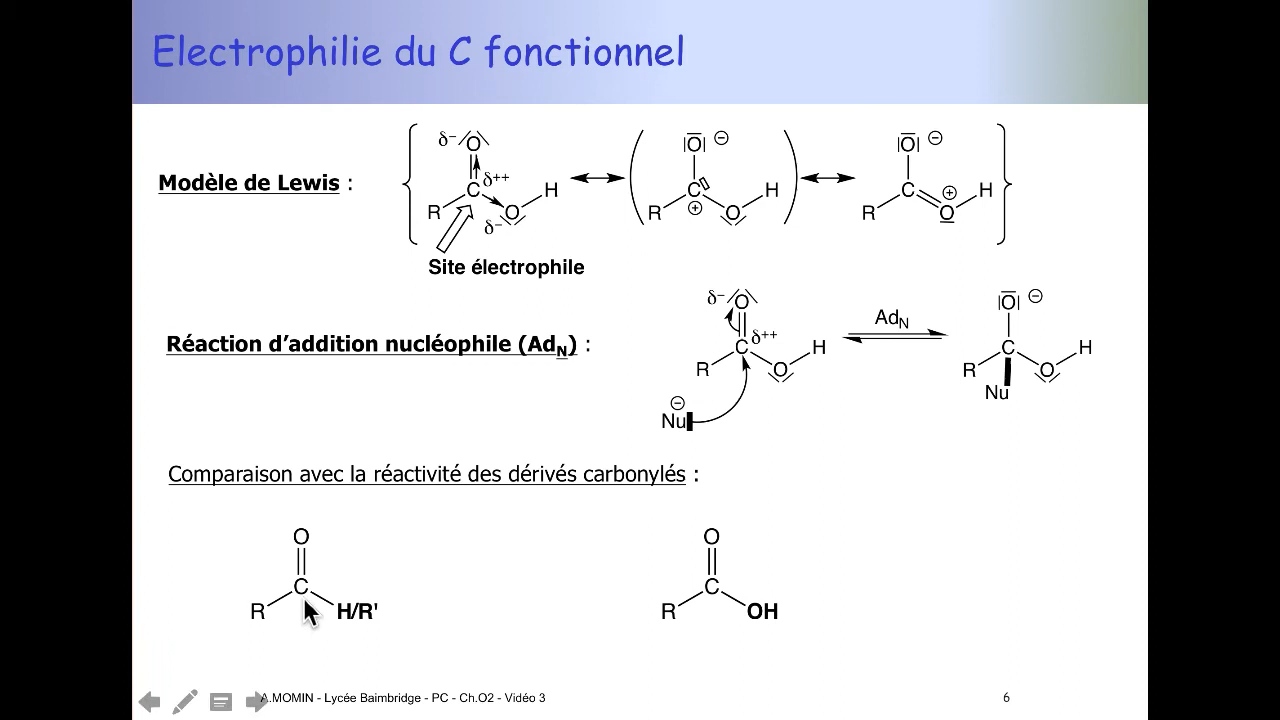 Electrophilie du C fonctionnel
Modèle de Lewis :
δ− O δ++ C R O H δ−
|O| ⊖ C ⊕ R O H
|O| ⊖ C R O ⊕ H
Site électrophile
Réaction d’addition nucléophile (AdN) :
δ− O δ++ C R O H
Nu ⊖
AdN
|O| ⊖ C R O H Nu
Comparaison avec la réactivité des dérivés carbonylés :
O O
C C
R H/R' R OH
A.MOMIN - Lycée Baimbridge - PC - Ch.O2 - Vidéo 3 6